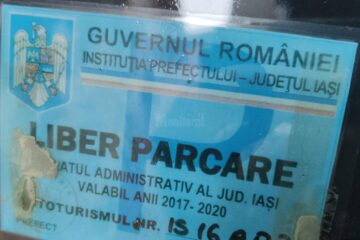 GUVERNUL ROMÂNIEI
INSTITUȚIA PREFECTULUI - JUDEȚUL IAȘI
LIBER PARCARE
ADMINISTRATIV AL JUD. IAȘI
VALABIL ANII 2017-2020
NR. IS 16
PREFECT